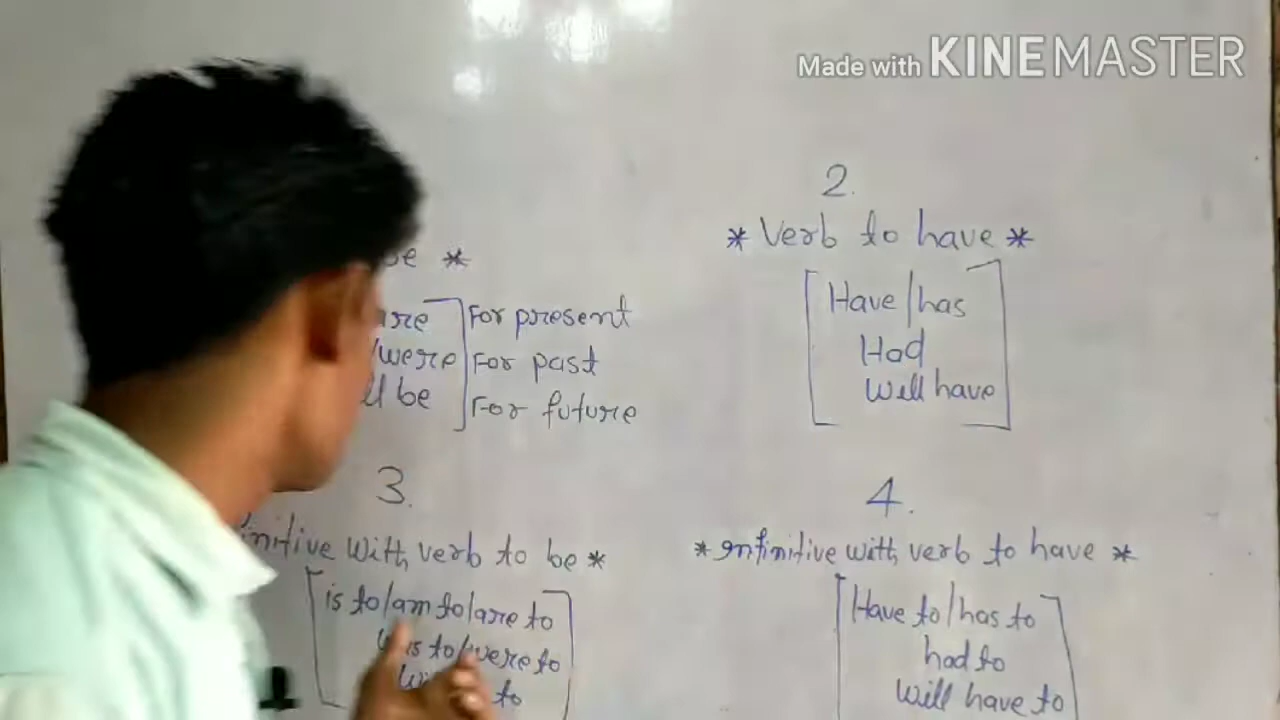 Made with KINEMASTER
be *
are ] For present
/were ] For past
be ] For future
2.
* Verb to have *
Have/has
Had
Will have
3.
with verb to be *
is to/am to/are to
to/were to
to
4.
* Infinitive with verb to have *
Have to/has to
had to
Will have to